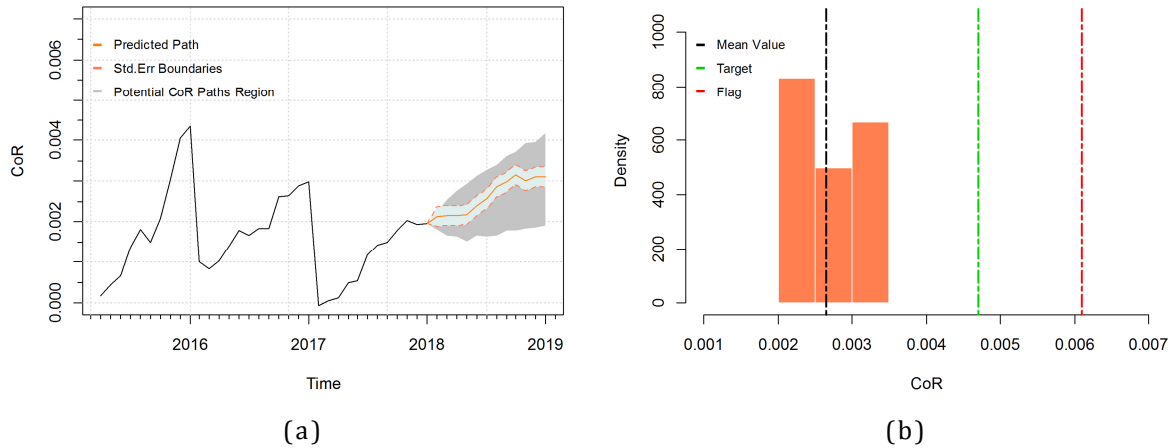 Predicted Path
Std.Err Boundaries
Potential CoR Paths Region
CoR
0.000
0.002
0.004
0.006
2016
2017
2018
2019
Time
(a)
Mean Value
Target
Flag
Density
0
200
400
600
800
1000
0.001
0.002
0.003
0.004
0.005
0.006
0.007
CoR
(b)